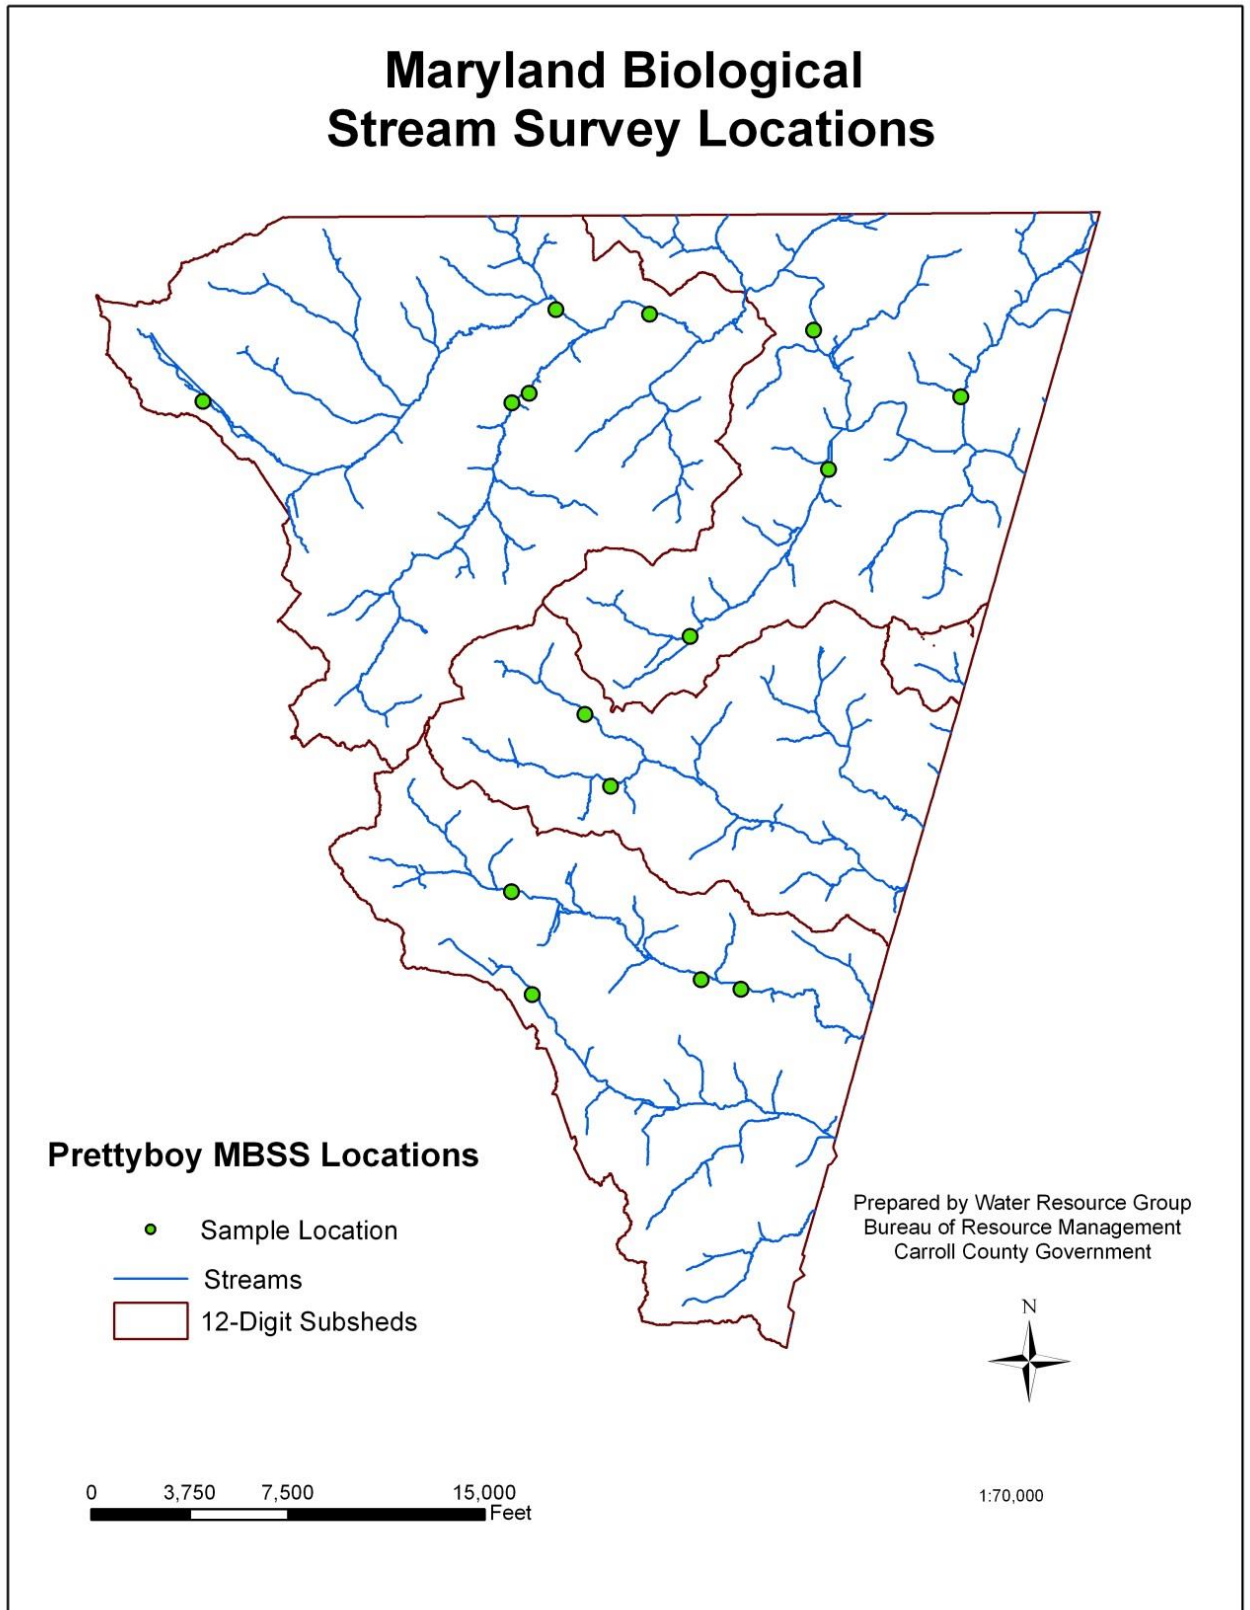 Maryland Biological
Stream Survey Locations
Prettyboy MBSS Locations
Sample Location
Streams
12-Digit Subsheds
Prepared by Water Resource Group
Bureau of Resource Management
Carroll County Government
N
0 3,750 7,500 15,000
Feet
1:70,000